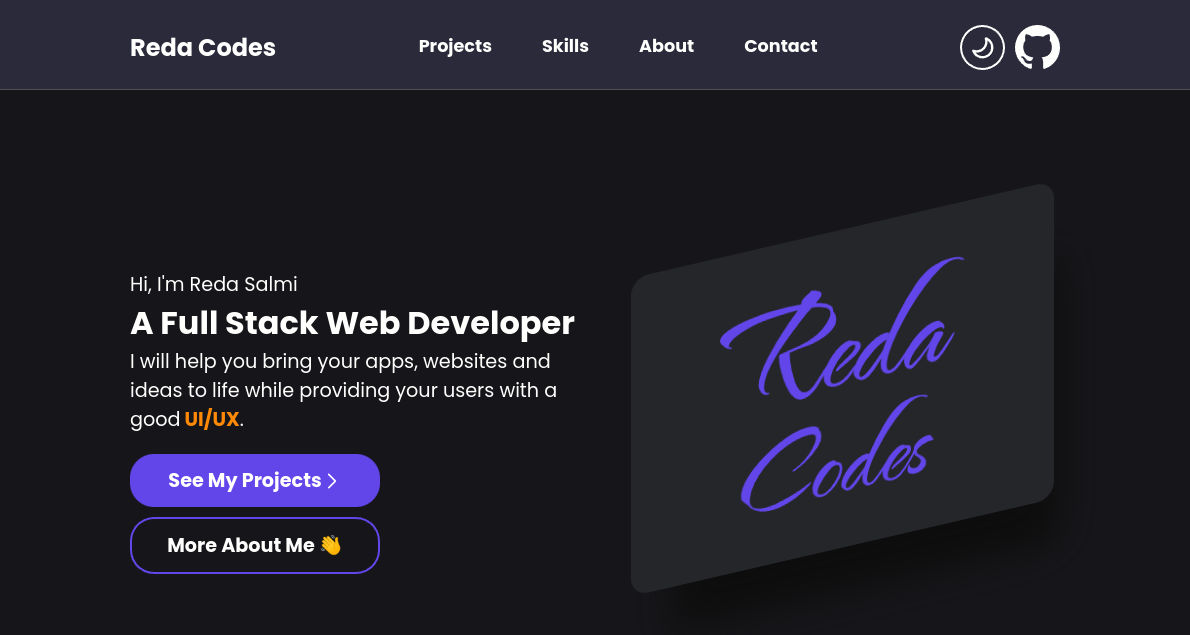 Reda Codes
Projects
Skills
About
Contact
Hi, I'm Reda Salmi
A Full Stack Web Developer
I will help you bring your apps, websites and
ideas to life while providing your users with a
good UI/UX.
See My Projects
More About Me 👋
Reda
Codes